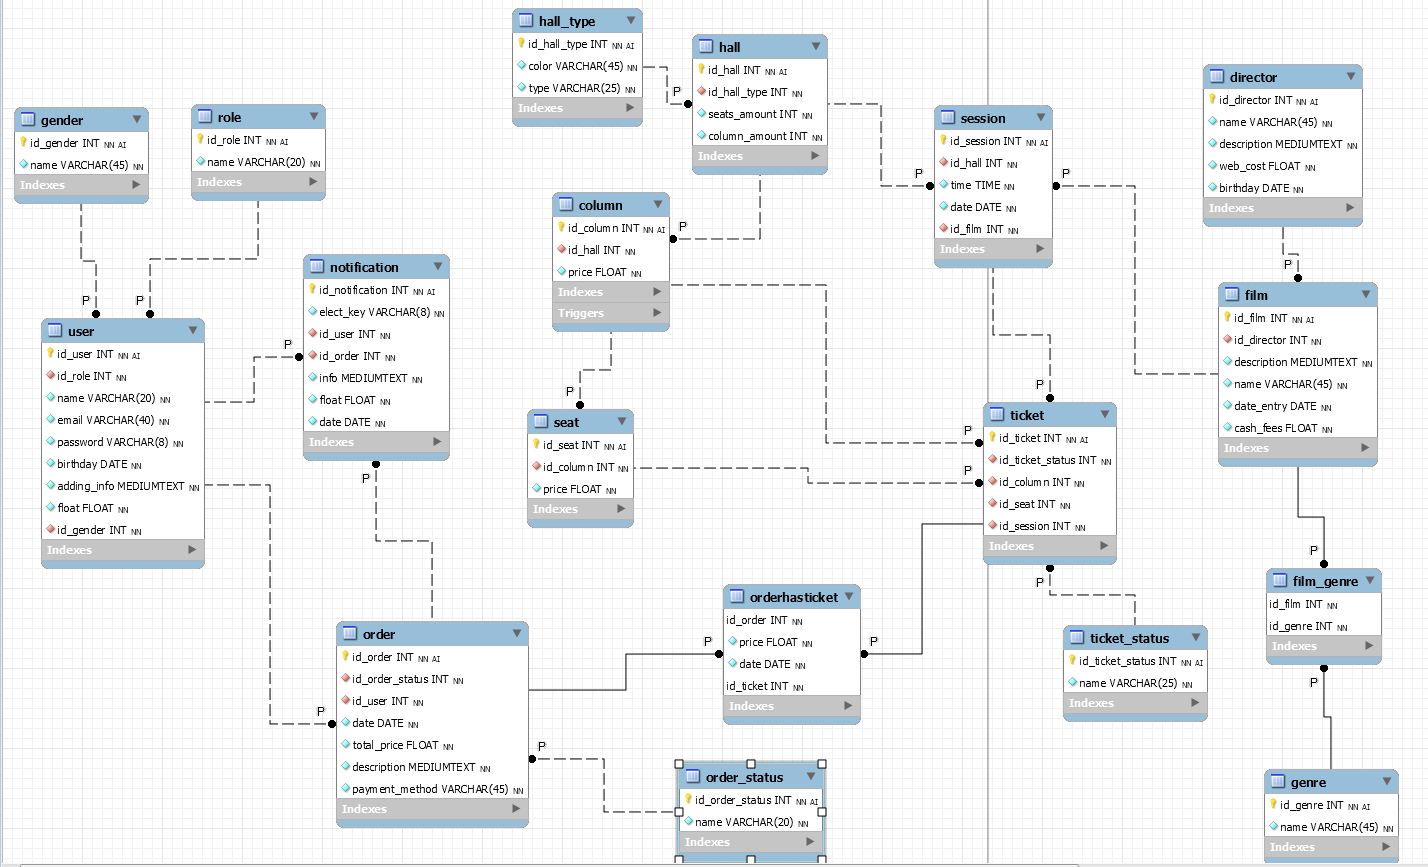 hall_type
id_hall_type INT NN AI
color VARCHAR(45) NN
type VARCHAR(25) NN
Indexes
hall
id_hall INT NN AI
id_hall_type INT NN
seats_amount INT NN
column_amount INT NN
Indexes
P
director
id_director INT NN AI
name VARCHAR(45) NN
description MEDIUMTEXT NN
web_cost FLOAT NN
birthday DATE NN
Indexes
P
gender
id_gender INT NN AI
name VARCHAR(45) NN
Indexes
P
role
id_role INT NN AI
name VARCHAR(20) NN
Indexes
P
session
id_session INT NN AI
id_hall INT NN
time TIME NN
date DATE NN
id_film INT NN
Indexes
P
P
column
id_column INT NN AI
id_hall INT NN
price FLOAT NN
Indexes
Triggers
P
notification
id_notification INT NN AI
elect_key VARCHAR(8) NN
id_user INT NN
id_order INT NN
info MEDIUMTEXT NN
float FLOAT NN
date DATE NN
Indexes
P
P
film
id_film INT NN AI
id_director INT NN
description MEDIUMTEXT NN
name VARCHAR(45) NN
date_entry DATE NN
cash_fees FLOAT NN
Indexes
user
id_user INT NN AI
id_role INT NN
name VARCHAR(20) NN
email VARCHAR(40) NN
password VARCHAR(8) NN
birthday DATE NN
adding_info MEDIUMTEXT NN
float FLOAT NN
id_gender INT NN
Indexes
P
seat
id_seat INT NN AI
id_column INT NN
price FLOAT NN
Indexes
P
ticket
id_ticket INT NN AI
id_ticket_status INT NN
id_column INT NN
id_seat INT NN
id_session INT NN
Indexes
P
P
P
P
film_genre
id_film INT NN
id_genre INT NN
Indexes
P
orderhasticket
id_order INT NN
price FLOAT NN
date DATE NN
id_ticket INT NN
Indexes
P
P
order
id_order INT NN AI
id_order_status INT NN
id_user INT NN
date DATE NN
total_price FLOAT NN
description MEDIUMTEXT NN
payment_method VARCHAR(45) NN
Indexes
P
P
ticket_status
id_ticket_status INT NN AI
name VARCHAR(25) NN
Indexes
order_status
id_order_status INT NN AI
name VARCHAR(20) NN
Indexes
genre
id_genre INT NN AI
name VARCHAR(45) NN
Indexes